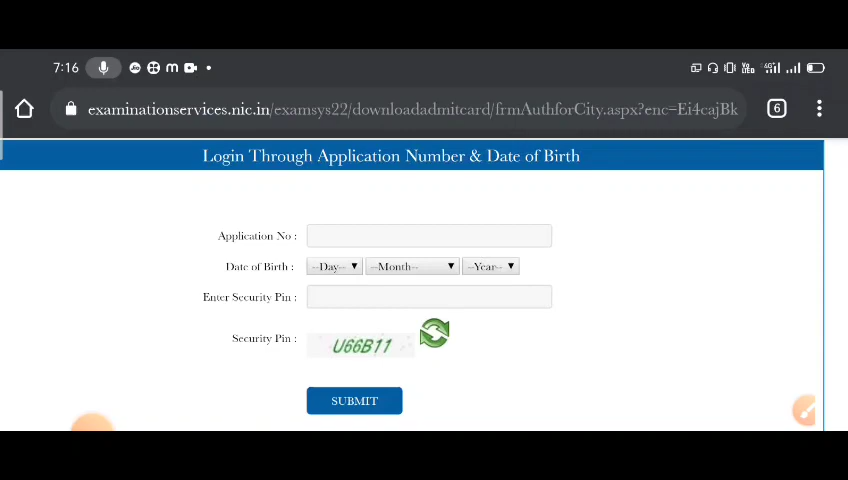 7:16
examinationservices.nic.in/examsys22/downloadadmitcard/frmAuthforCity.aspx?enc=Ei4cajBk
6
Login Through Application Number & Date of Birth
Application No :
Date of Birth : --Day-- --Month-- --Year--
Enter Security Pin :
Security Pin : U66B11
SUBMIT